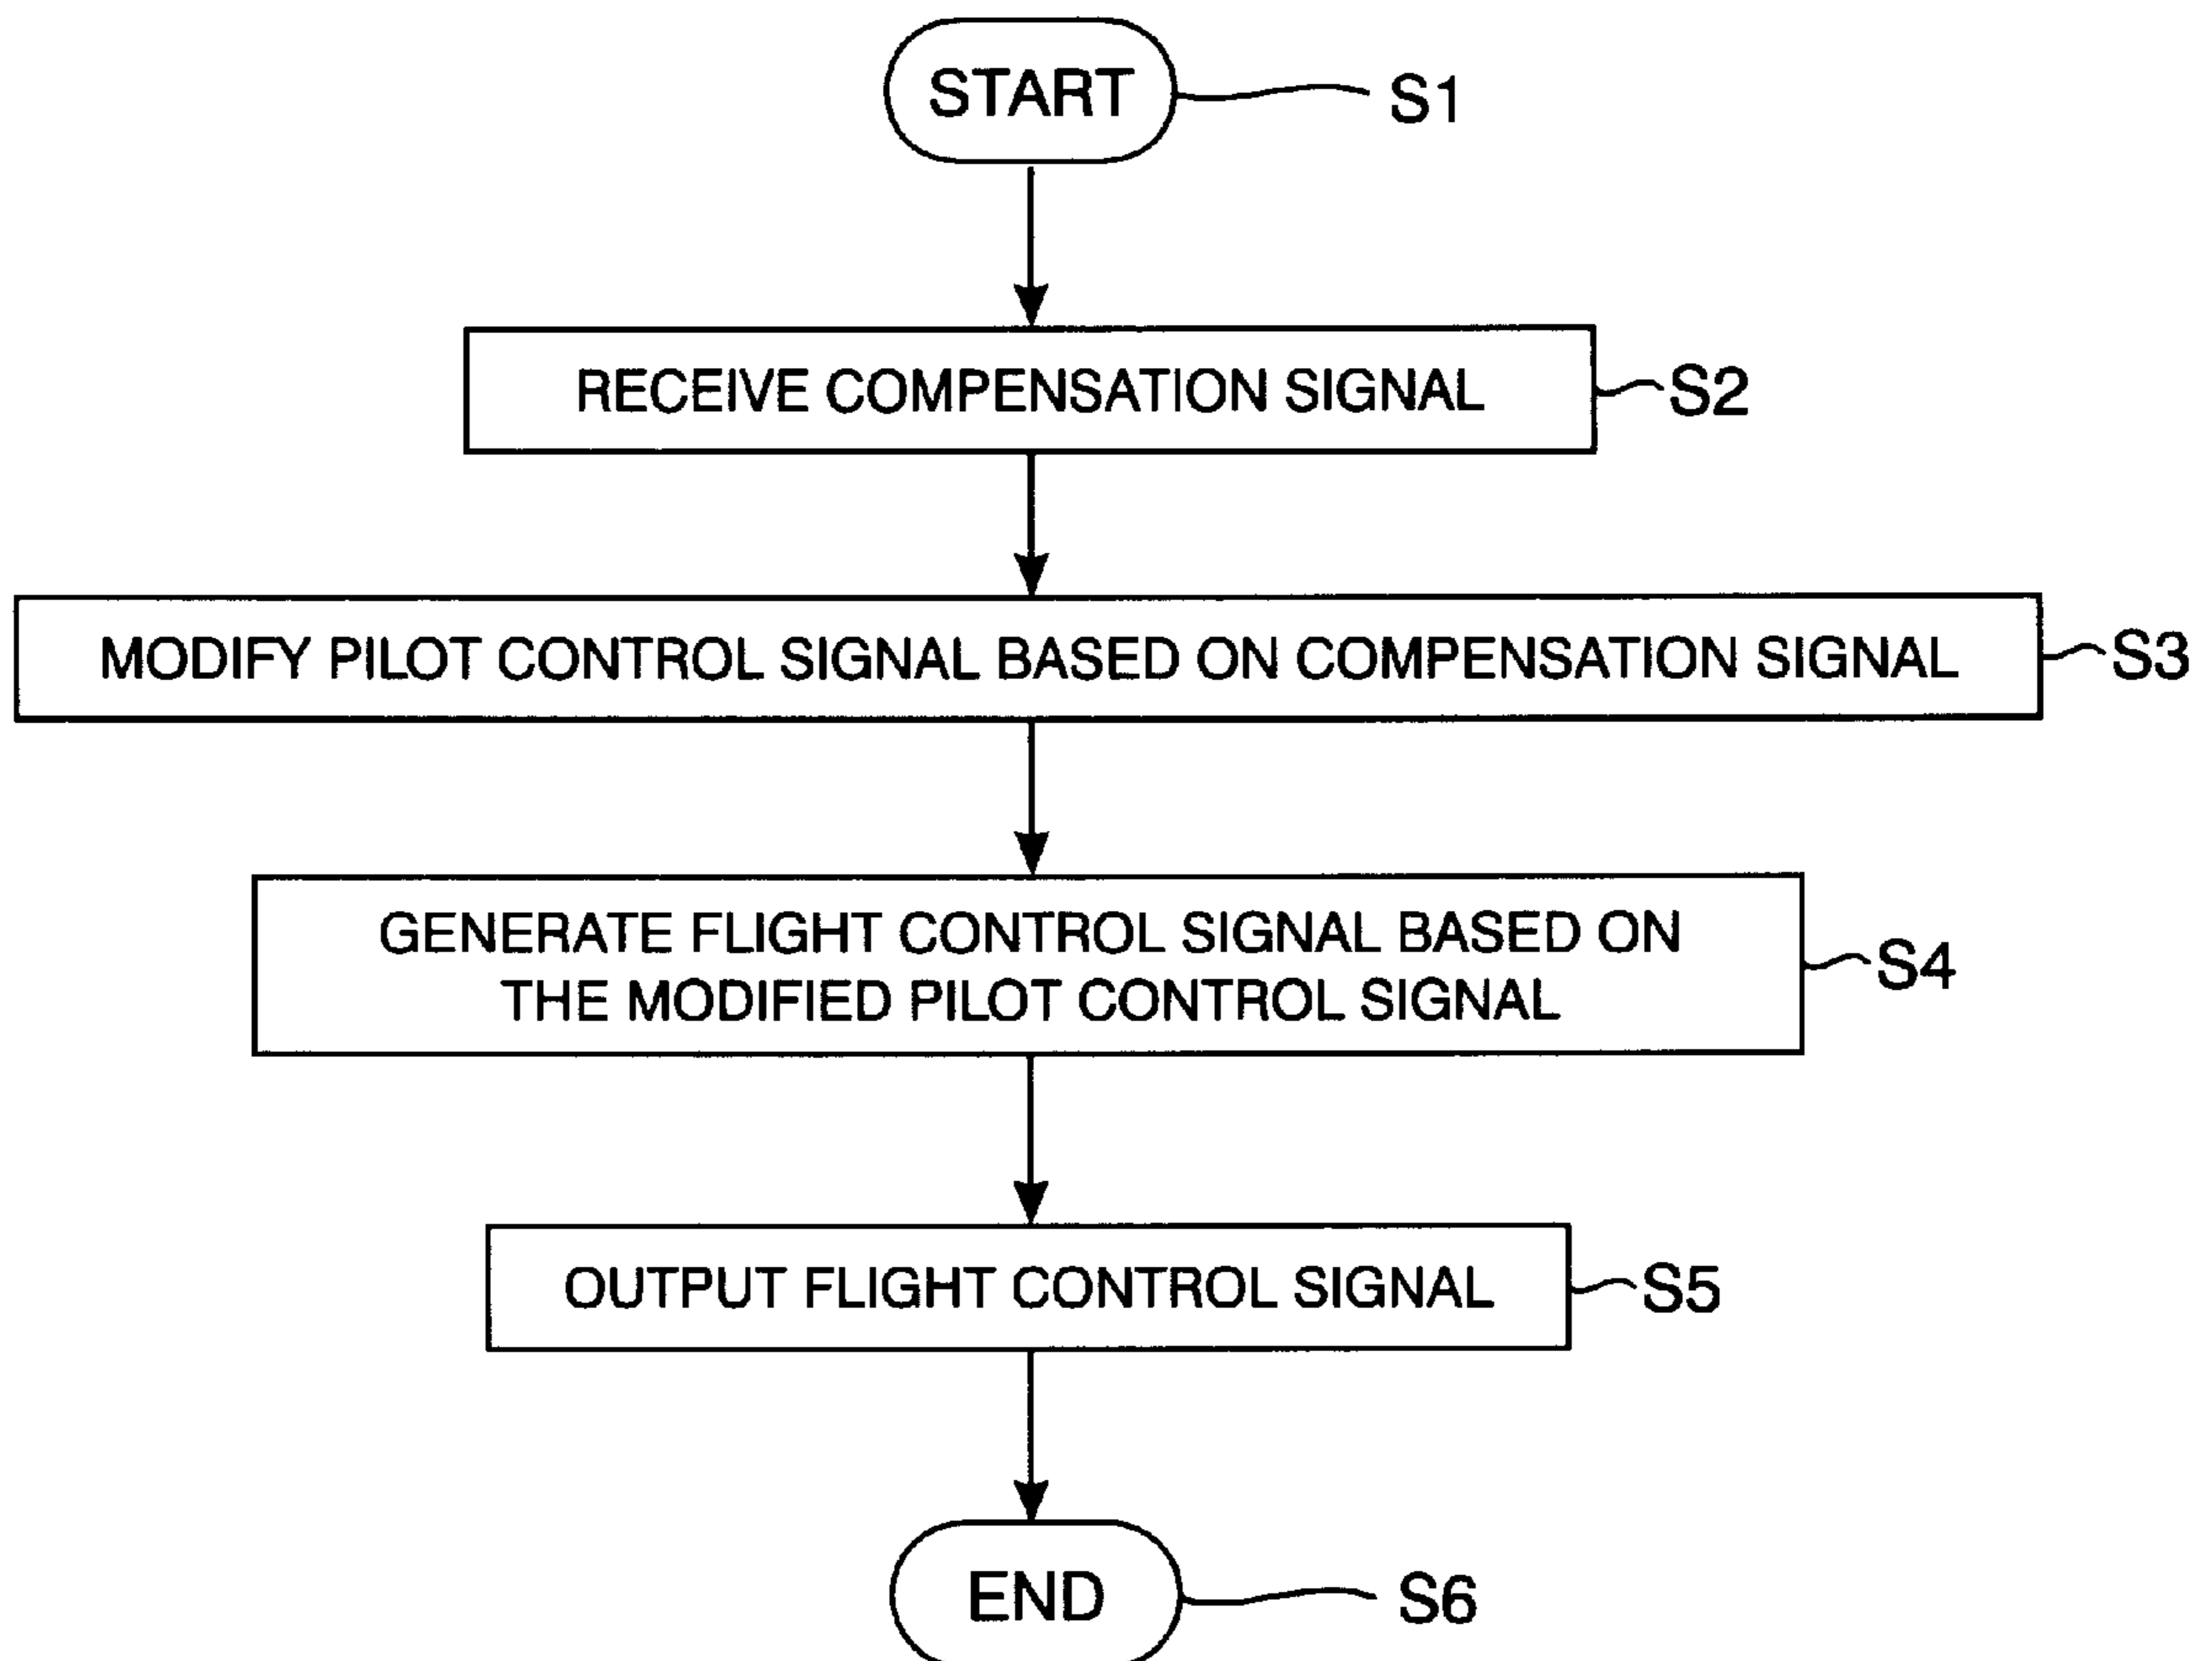 START
S1
RECEIVE COMPENSATION SIGNAL
S2
MODIFY PILOT CONTROL SIGNAL BASED ON COMPENSATION SIGNAL
S3
GENERATE FLIGHT CONTROL SIGNAL BASED ON
THE MODIFIED PILOT CONTROL SIGNAL
S4
OUTPUT FLIGHT CONTROL SIGNAL
S5
END
S6